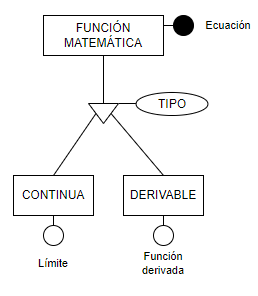 FUNCIÓN
MATEMÁTICA
Ecuación
TIPO
CONTINUA
DERIVABLE
Límite
Función
derivada